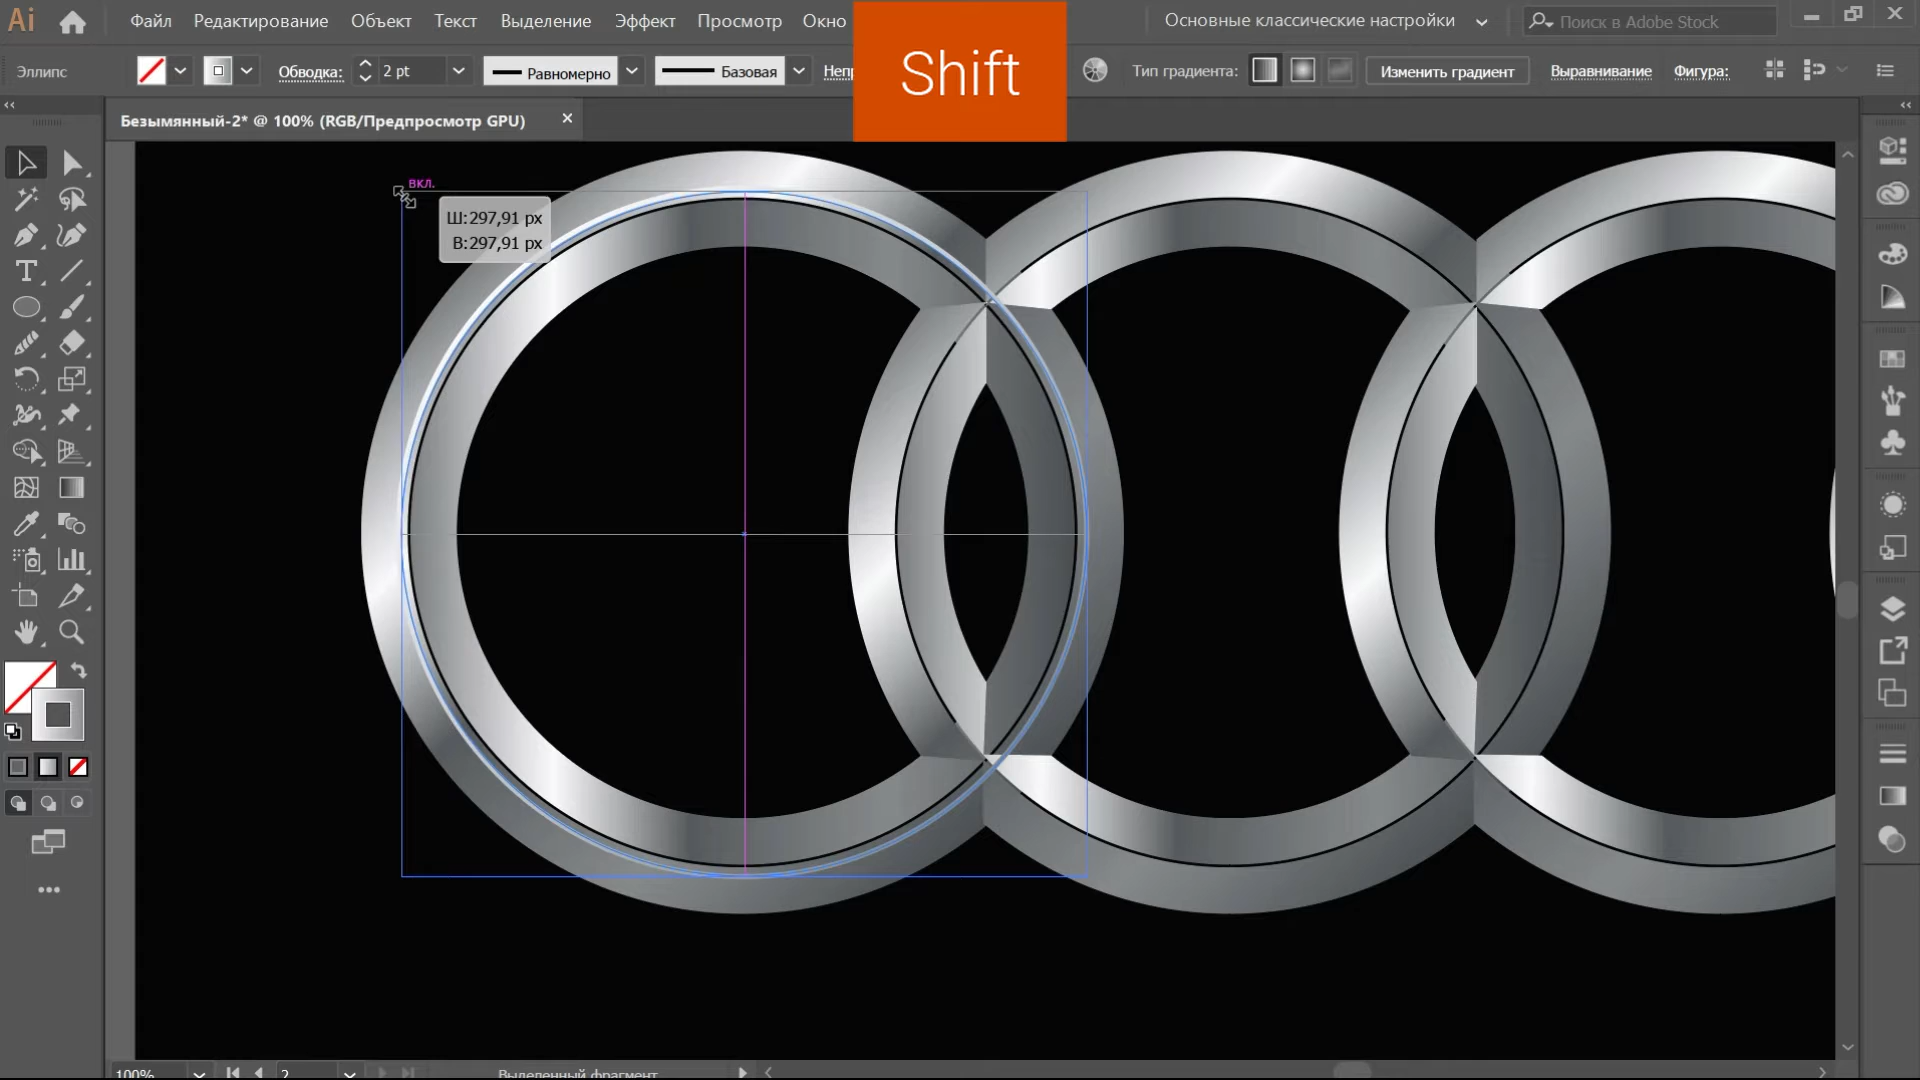 Ai Файл Редактирование Объект Текст Выделение Эффект Просмотр Окно
Shift
Основные классические настройки
Поиск в Adobe Stock
Эллипс
Обводка: 2 pt
Равномерно
Базовая
Тип градиента:
Изменить градиент
Выравнивание
Фигура:
Безымянный-2* @ 100% (RGB/Предпросмотр GPU)
вкл.
Ш:297,91 px
В:297,91 px
100% 2 Выделенный фрагмент